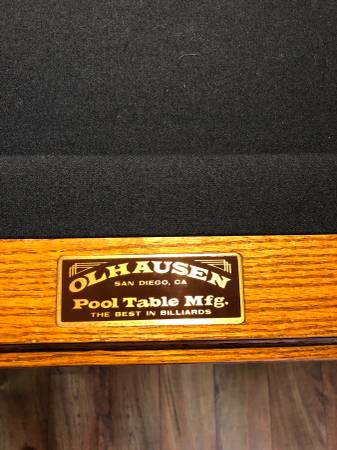 OLHAUSEN
SAN DIEGO, CA
Pool Table Mfg.
THE BEST IN BILLIARDS